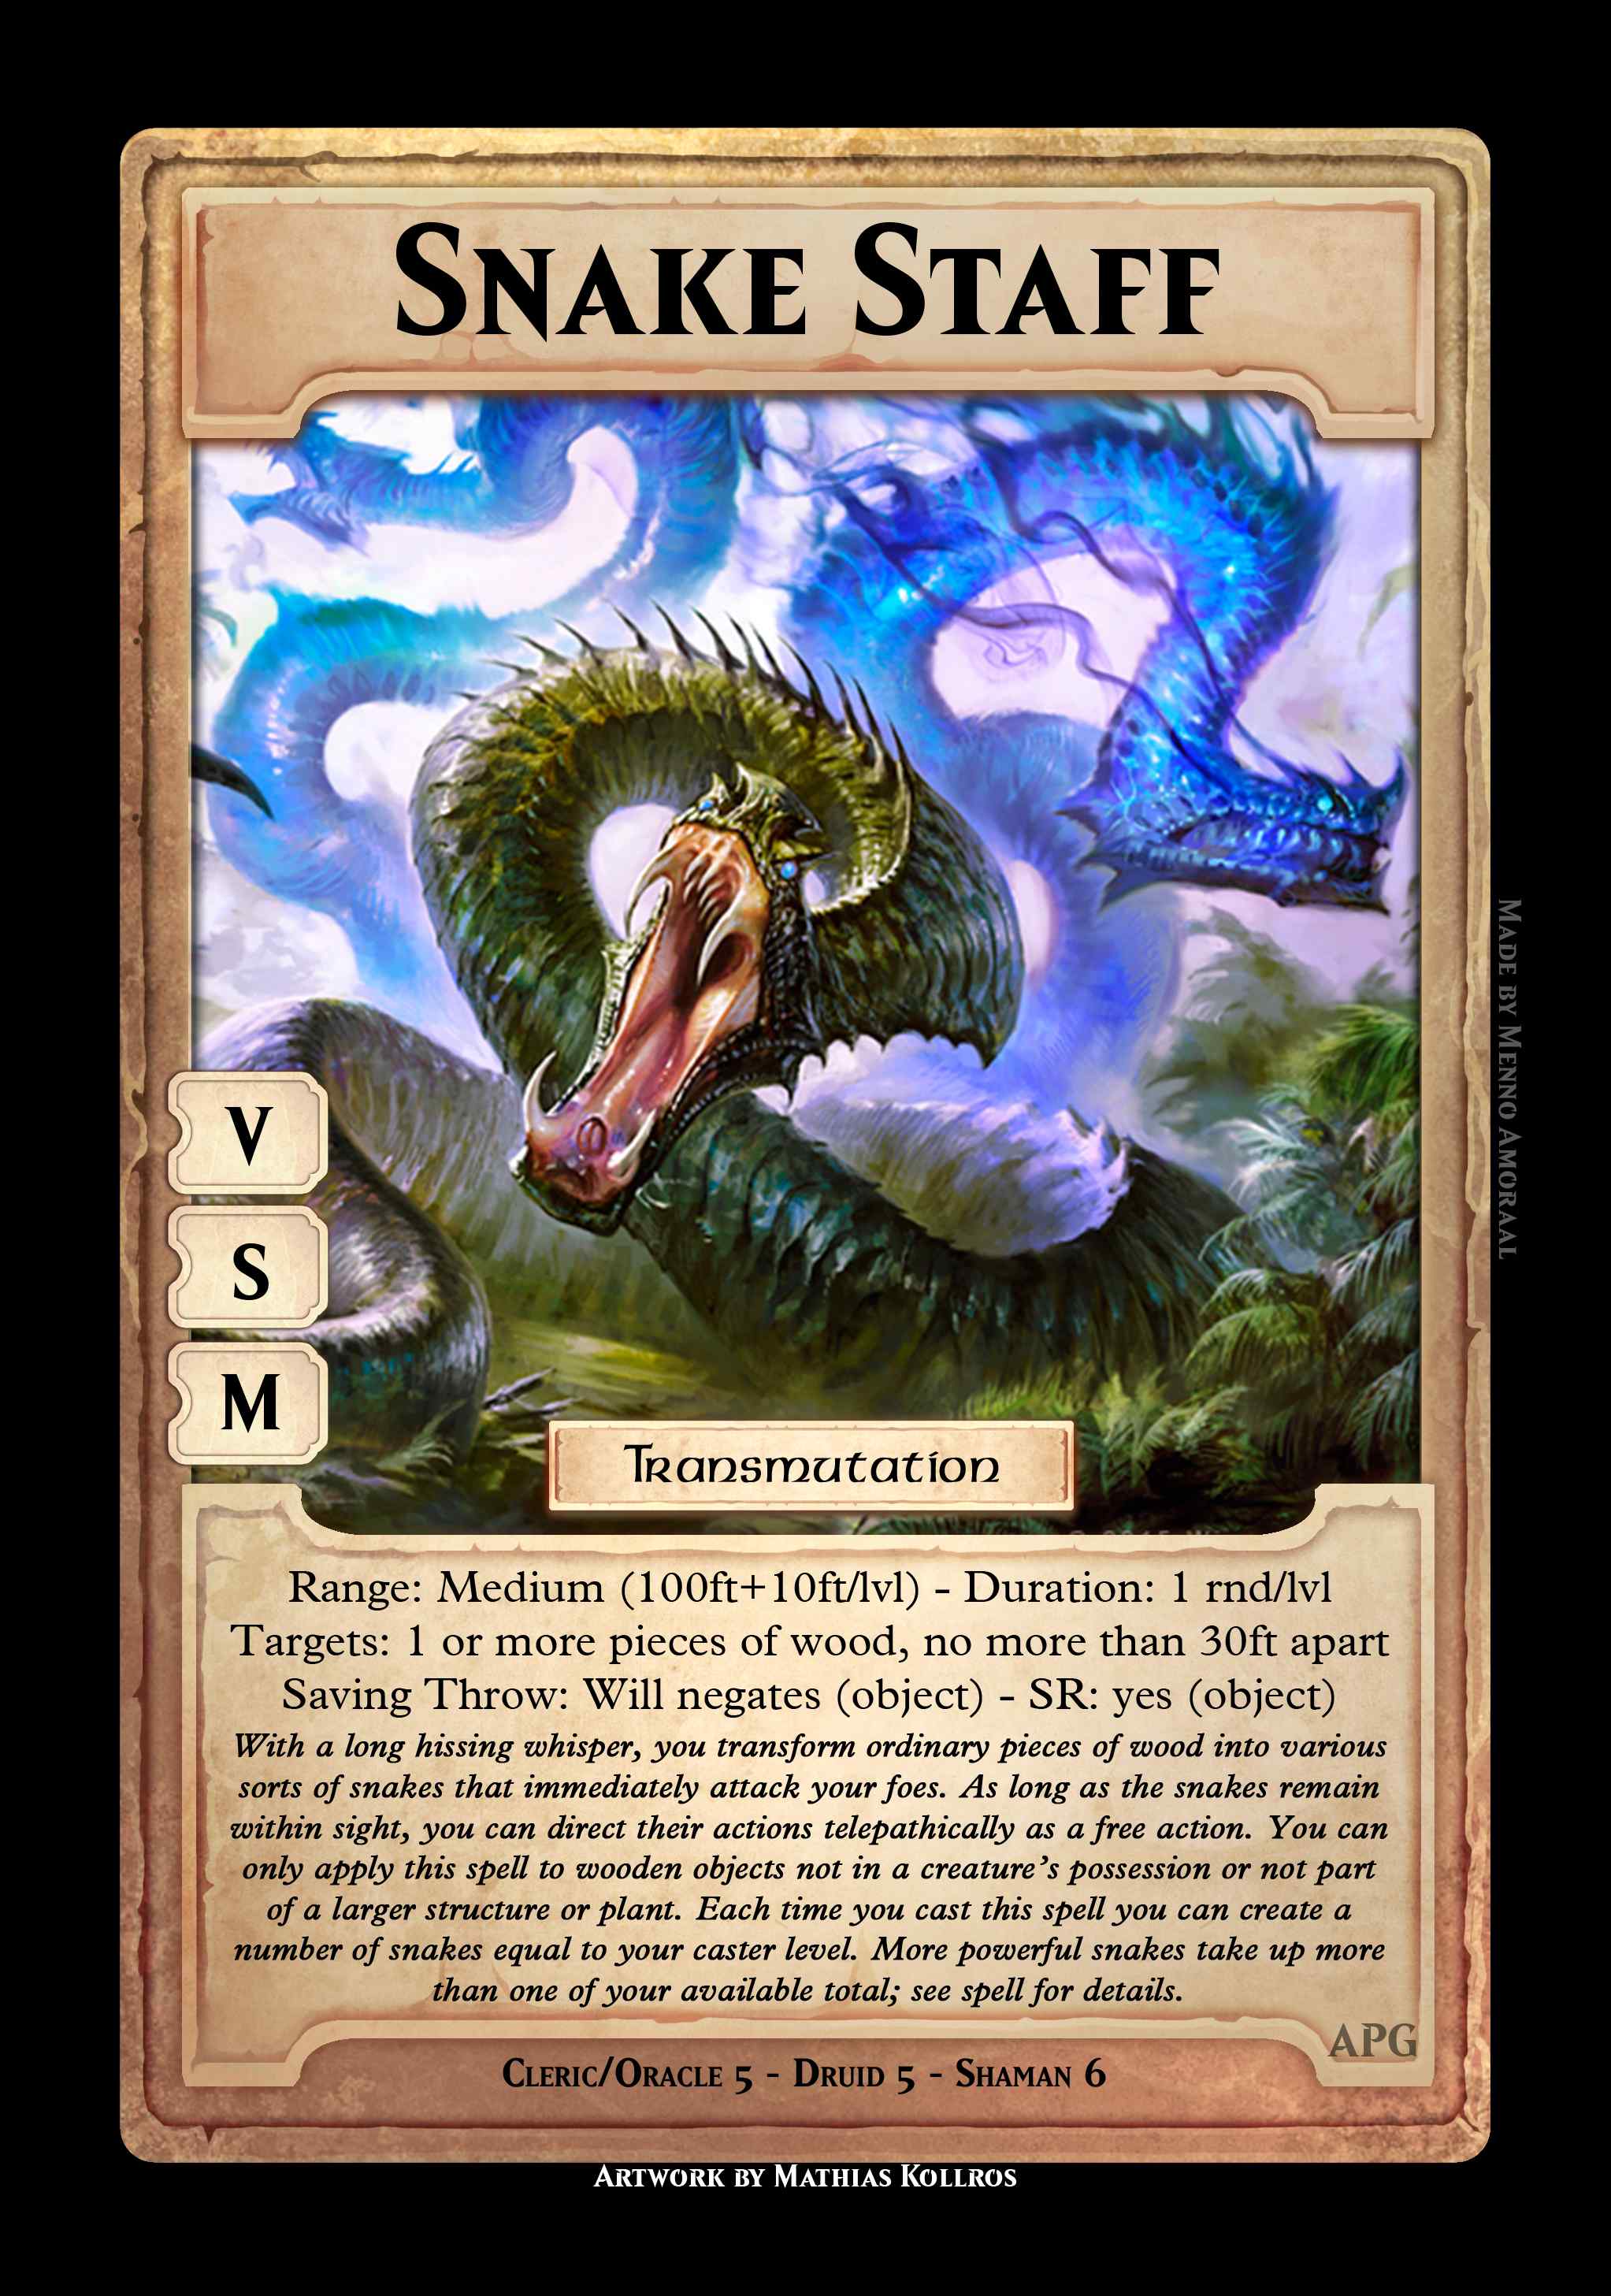 Snake Staff
V
S
M
Transmutation
Range: Medium (100ft+10ft/lvl) - Duration: 1 rnd/lvl
Targets: 1 or more pieces of wood, no more than 30ft apart
Saving Throw: Will negates (object) - SR: yes (object)
With a long hissing whisper, you transform ordinary pieces of wood into various
sorts of snakes that immediately attack your foes. As long as the snakes remain
within sight, you can direct their actions telepathically as a free action. You can
only apply this spell to wooden objects not in a creature's possession or not part
of a larger structure or plant. Each time you cast this spell you can create a
number of snakes equal to your caster level. More powerful snakes take up more
than one of your available total; see spell for details.
APG
Cleric/Oracle 5 - Druid 5 - Shaman 6
Artwork by Mathias Kollros
Made by Menno Amoraal